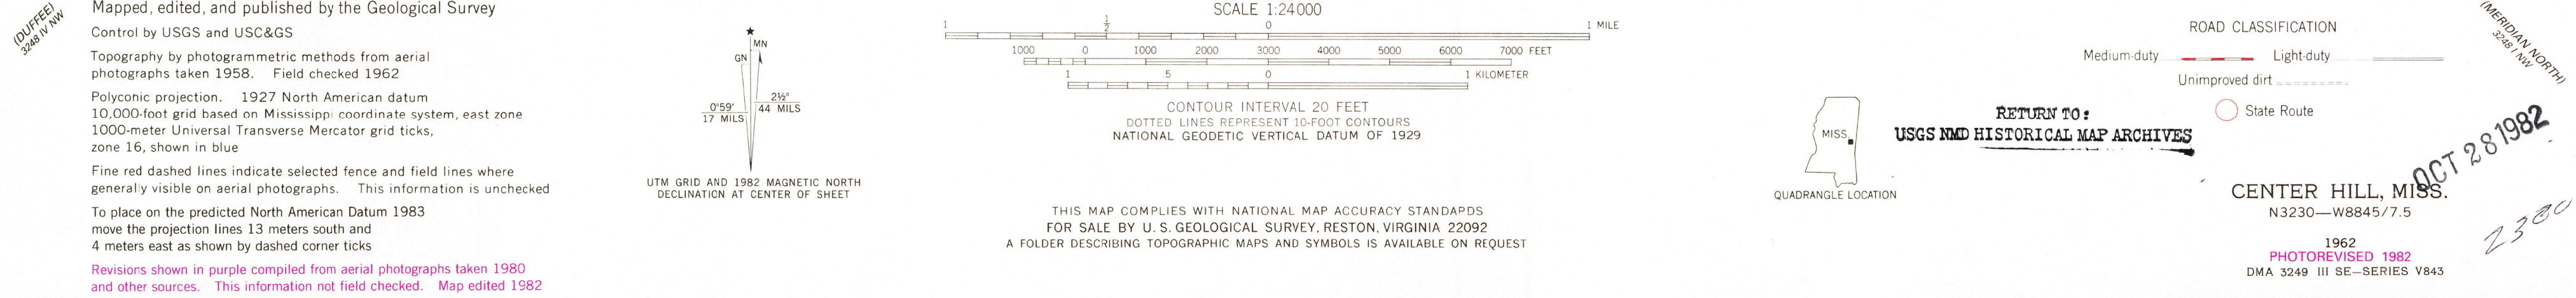 (DUFFEE)
3248 IV NW
Mapped, edited, and published by the Geological Survey
Control by USGS and USC&GS
Topography by photogrammetric methods from aerial
photographs taken 1958. Field checked 1962
Polyconic projection. 1927 North American datum
10,000-foot grid based on Mississippi coordinate system, east zone
1000-meter Universal Transverse Mercator grid ticks,
zone 16, shown in blue
Fine red dashed lines indicate selected fence and field lines where
generally visible on aerial photographs. This information is unchecked
To place on the predicted North American Datum 1983
move the projection lines 13 meters south and
4 meters east as shown by dashed corner ticks
Revisions shown in purple compiled from aerial photographs taken 1980
and other sources. This information not field checked. Map edited 1982
MN
GN
0°59'
17 MILS
2½°
44 MILS
UTM GRID AND 1982 MAGNETIC NORTH
DECLINATION AT CENTER OF SHEET
SCALE 1:24000
1 ½ 0 1 MILE
1000 0 1000 2000 3000 4000 5000 6000 7000 FEET
1 .5 0 1 KILOMETER
CONTOUR INTERVAL 20 FEET
DOTTED LINES REPRESENT 10-FOOT CONTOURS
NATIONAL GEODETIC VERTICAL DATUM OF 1929
THIS MAP COMPLIES WITH NATIONAL MAP ACCURACY STANDARDS
FOR SALE BY U. S. GEOLOGICAL SURVEY, RESTON, VIRGINIA 22092
A FOLDER DESCRIBING TOPOGRAPHIC MAPS AND SYMBOLS IS AVAILABLE ON REQUEST
MISS.
QUADRANGLE LOCATION
RETURN TO:
USGS NMD HISTORICAL MAP ARCHIVES
ROAD CLASSIFICATION
Medium-duty Light-duty
Unimproved dirt
State Route
(MERIDIAN NORTH)
3248 I NW
OCT 28 1982
CENTER HILL, MISS.
N3230—W8845/7.5
1962
PHOTOREVISED 1982
DMA 3249 III SE–SERIES V843
2380